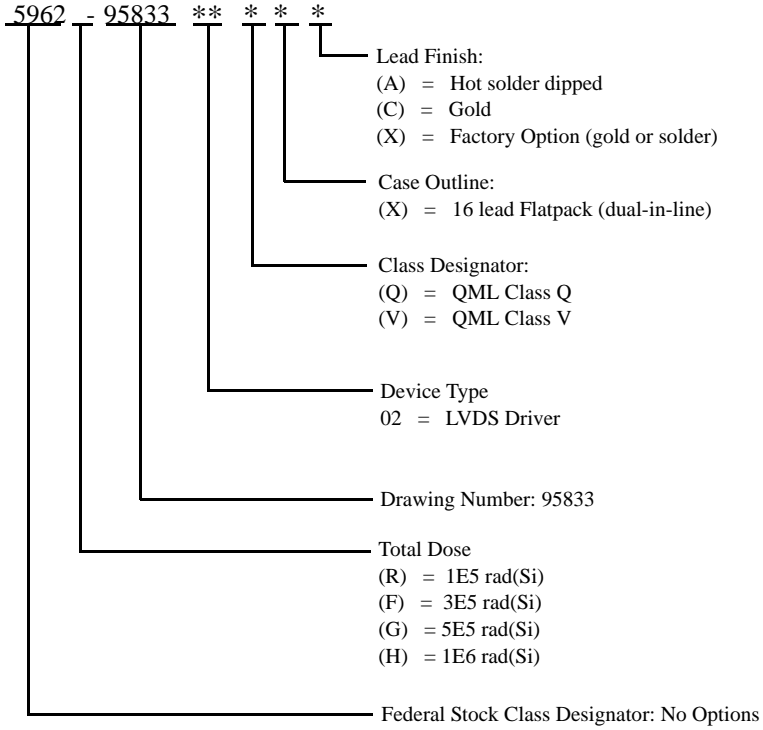 5962 - 95833 ** * * *
Lead Finish:
(A) = Hot solder dipped
(C) = Gold
(X) = Factory Option (gold or solder)
Case Outline:
(X) = 16 lead Flatpack (dual-in-line)
Class Designator:
(Q) = QML Class Q
(V) = QML Class V
Device Type
02 = LVDS Driver
Drawing Number: 95833
Total Dose
(R) = 1E5 rad(Si)
(F) = 3E5 rad(Si)
(G) = 5E5 rad(Si)
(H) = 1E6 rad(Si)
Federal Stock Class Designator: No Options